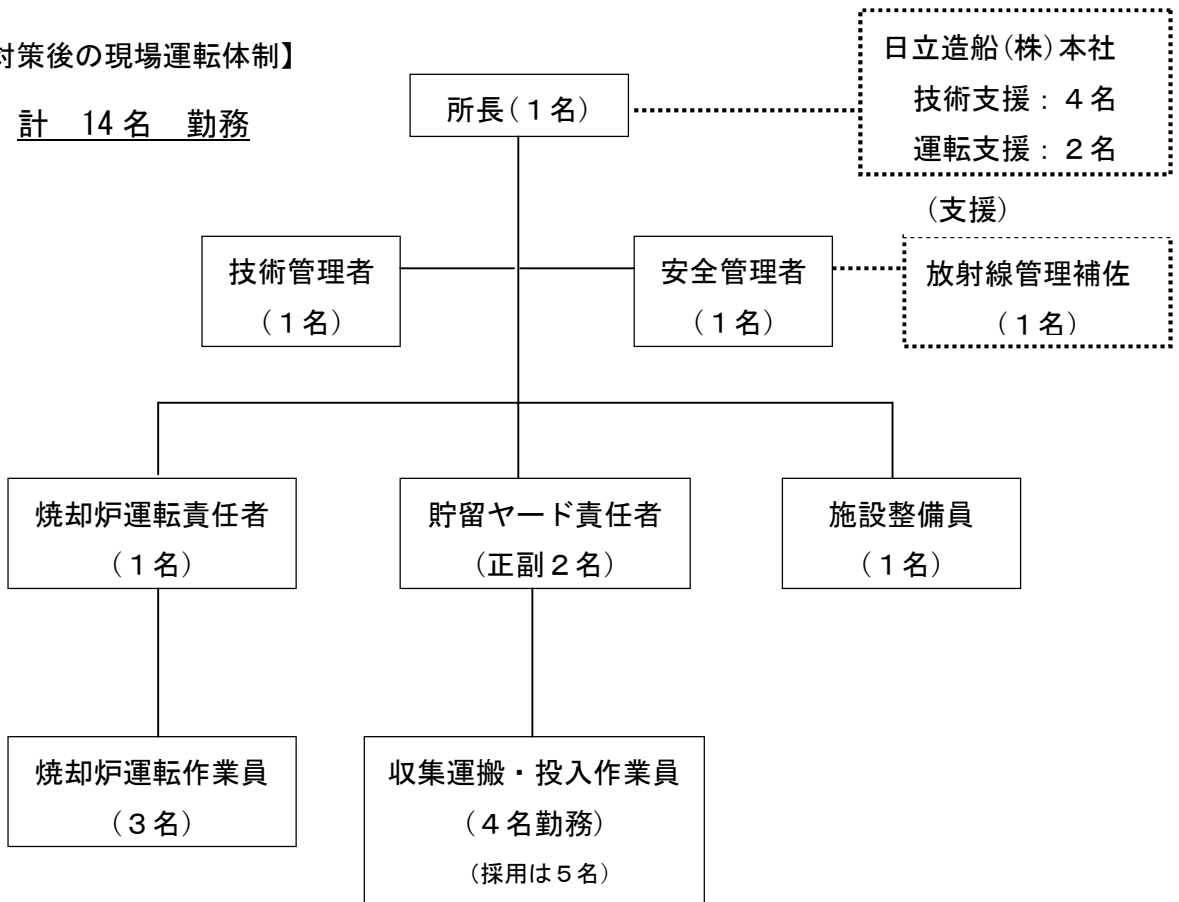 対策後の現場運転体制】
計 14名 勤務
所長(1名)
日立造船(株)本社
技術支援：4名
運転支援：2名
(支援)
技術管理者
(1名)
安全管理者
(1名)
放射線管理補佐
(1名)
焼却炉運転責任者
(1名)
貯留ヤード責任者
(正副2名)
施設整備員
(1名)
焼却炉運転作業員
(3名)
収集運搬・投入作業員
(4名勤務)
(採用は5名)